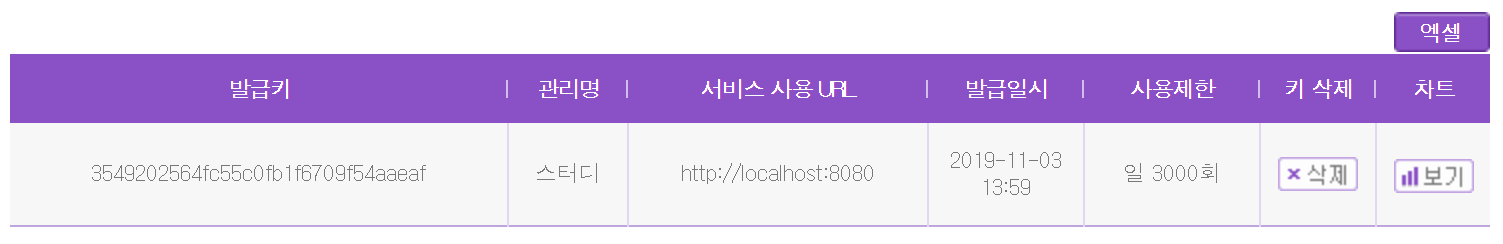 엑셀
발급키 | 관리명 | 서비스 사용 URL | 발급일시 | 사용제한 | 키 삭제 | 차트
3549202564fc55c0fb1f6709f54aaeaf 스터디 http://localhost:8080 2019-11-03 일 3000회 삭제 보기
13:59